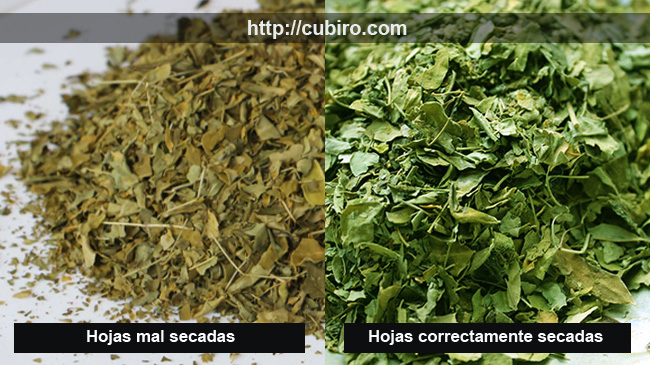 http://cubiro.com
Hojas mal secadas
Hojas correctamente secadas